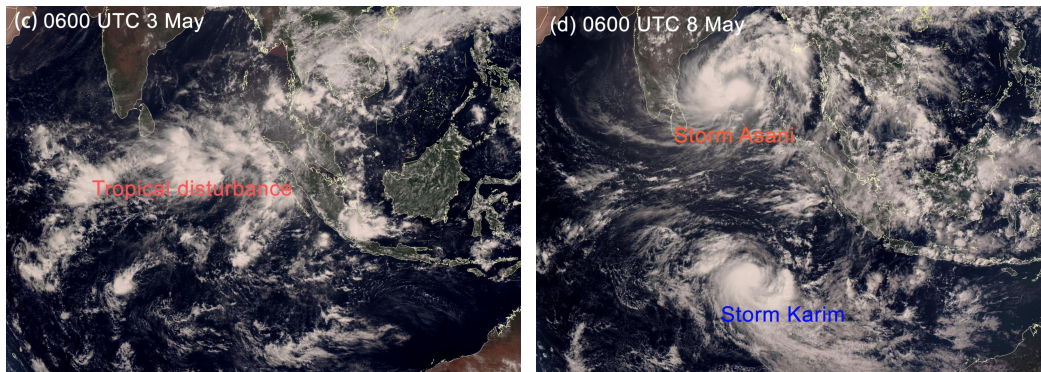 (c) 0600 UTC 3 May
Tropical disturbance
(d) 0600 UTC 8 May
Storm Asani
Storm Karim